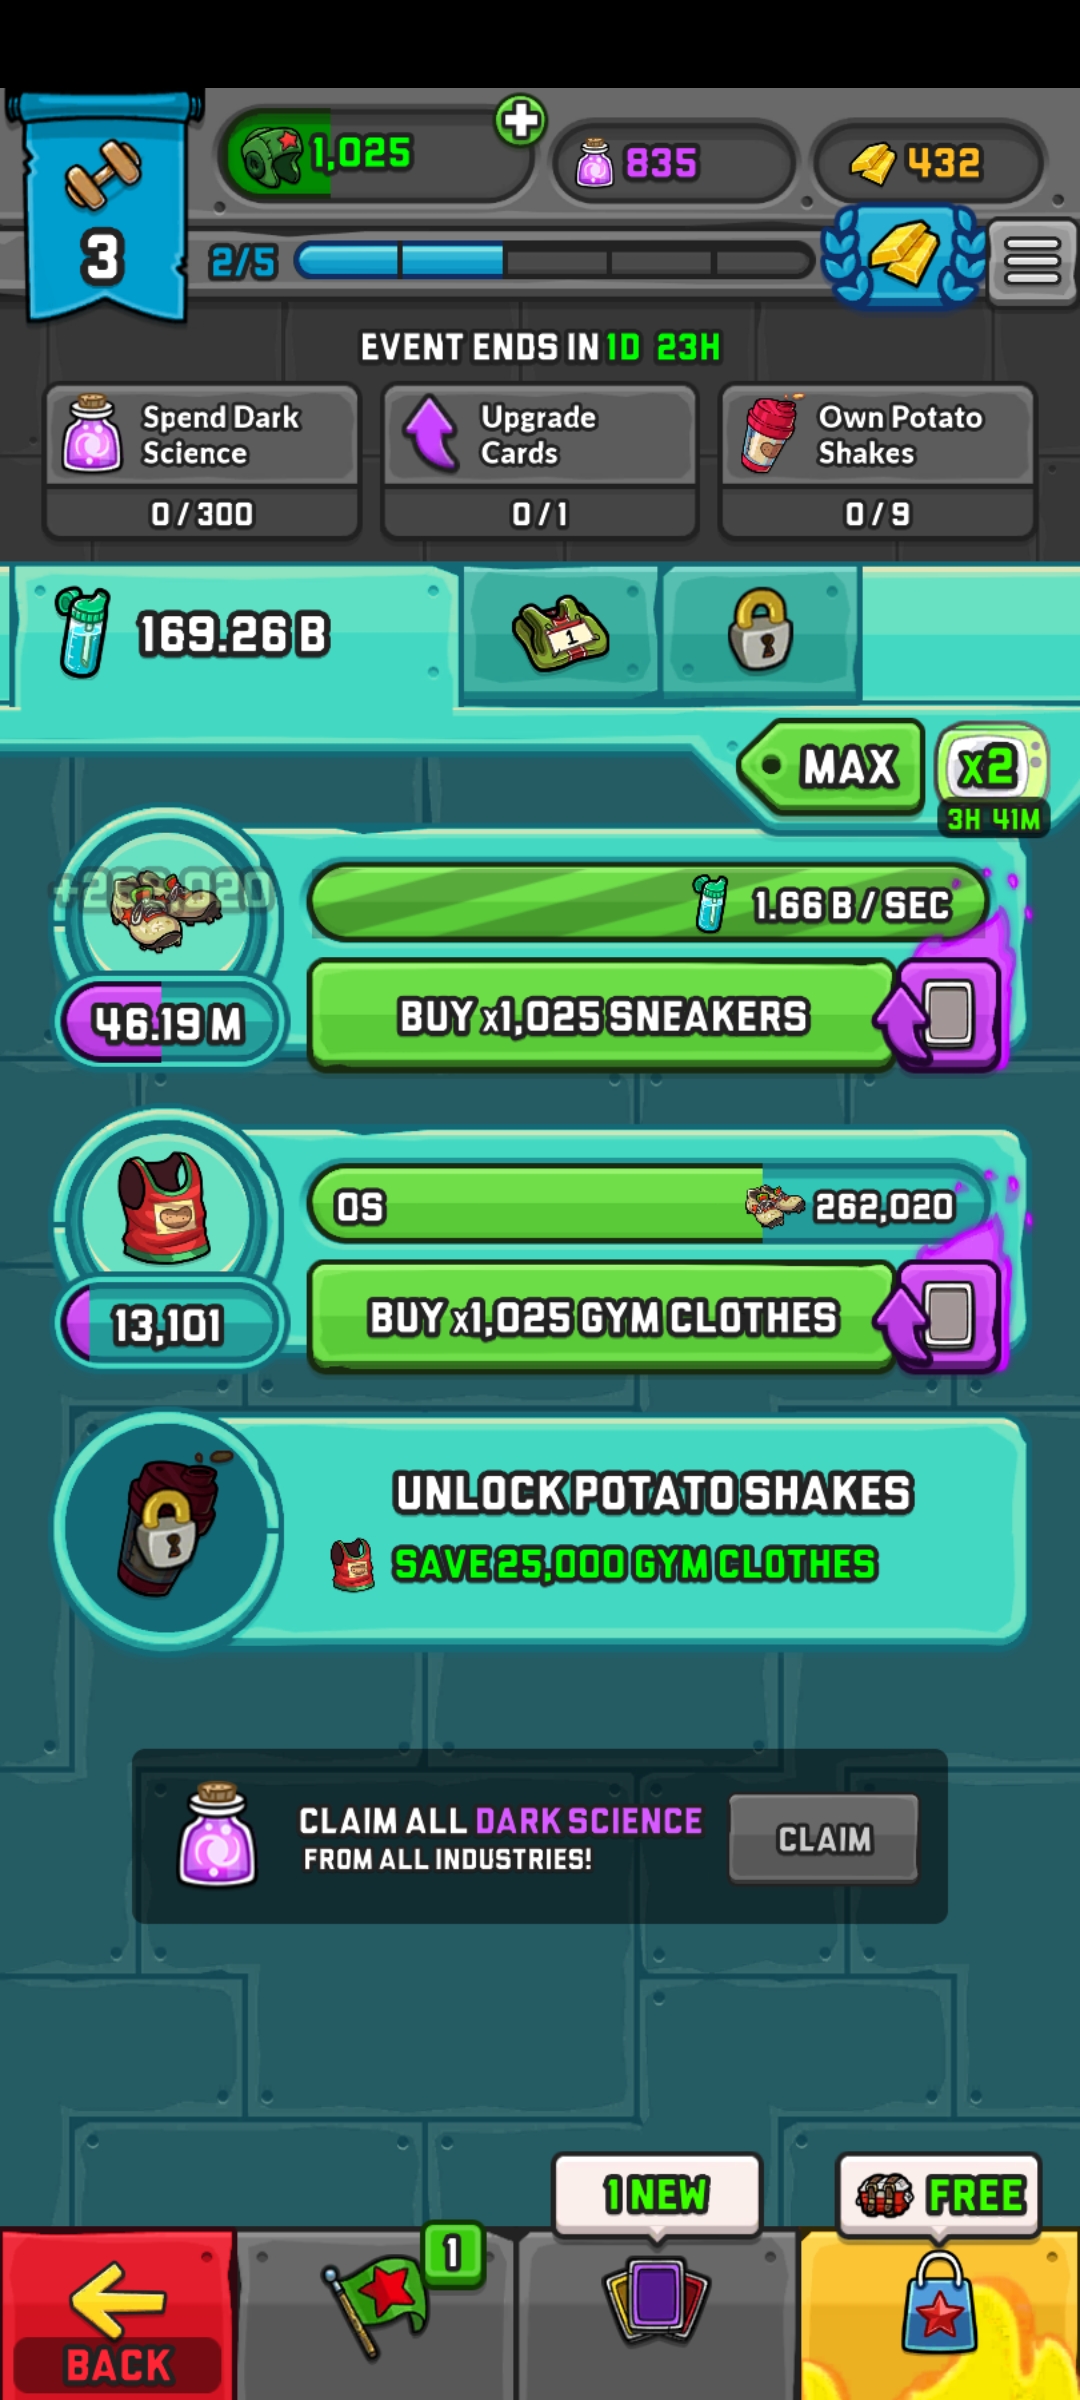 1,025
835
432
3
2/5
EVENT ENDS IN 1D 23H
Spend Dark
Science
0 / 300
Upgrade
Cards
0 / 1
Own Potato
Shakes
0 / 9
169.26 B
1
MAX
x2
3H 41M
1.66 B / SEC
46.19 M
BUY x1,025 SNEAKERS
0S
262,020
13,101
BUY x1,025 GYM CLOTHES
UNLOCK POTATO SHAKES
SAVE 25,000 GYM CLOTHES
CLAIM ALL DARK SCIENCE
FROM ALL INDUSTRIES!
CLAIM
1 NEW
FREE
1
BACK